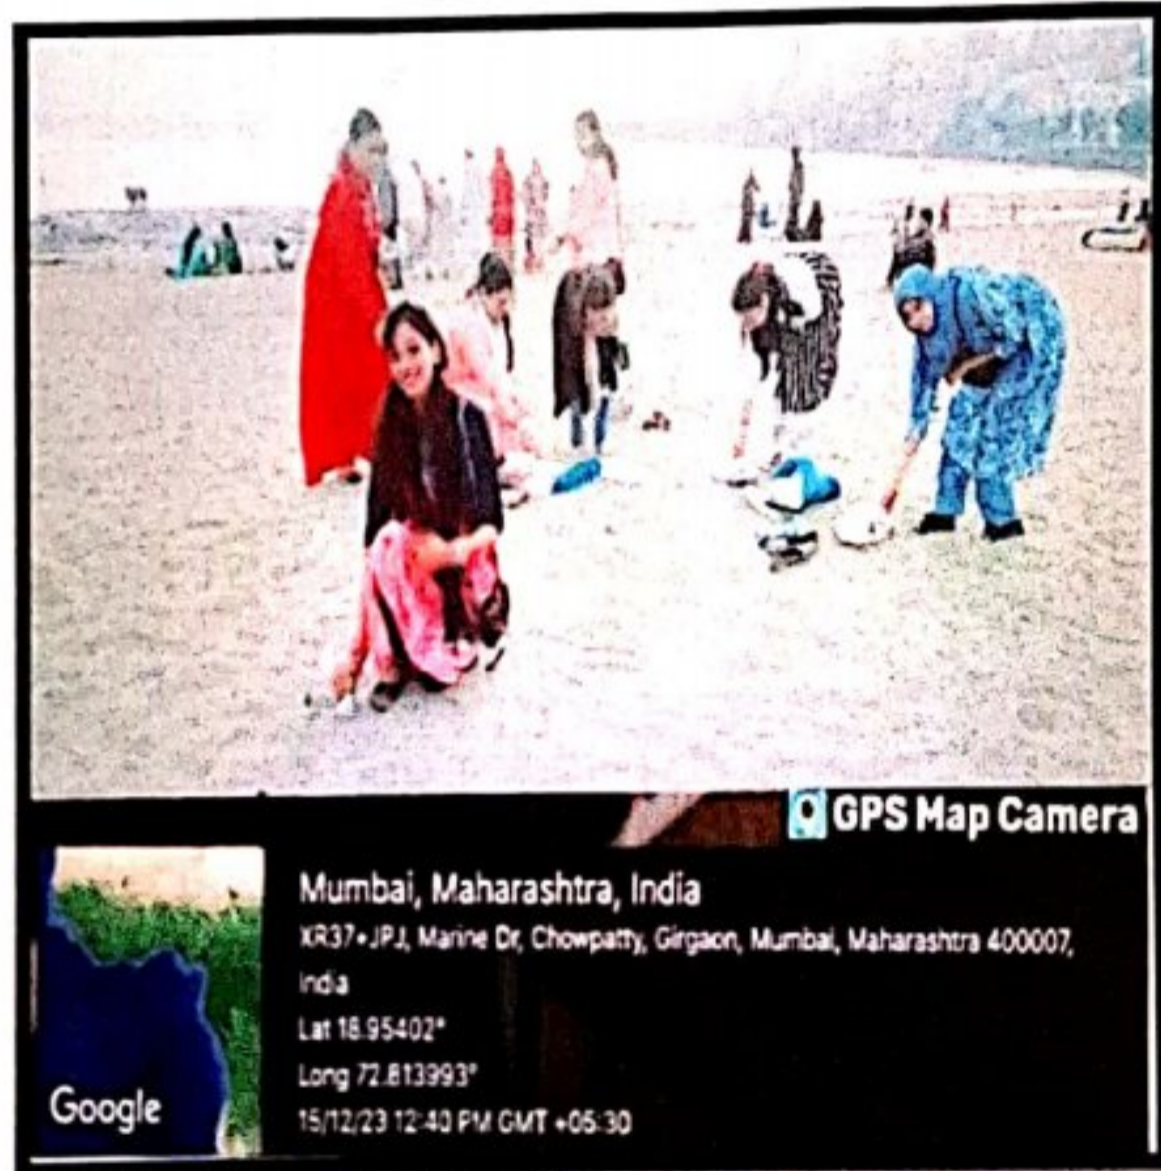 GPS Map Camera
Mumbai, Maharashtra, India
XR37+JPJ, Marine Dr, Chowpatty, Girgaon, Mumbai, Maharashtra 400007,
India
Lat 18.95402°
Long 72.813993°
15/12/23 12:40 PM GMT +05:30
Google